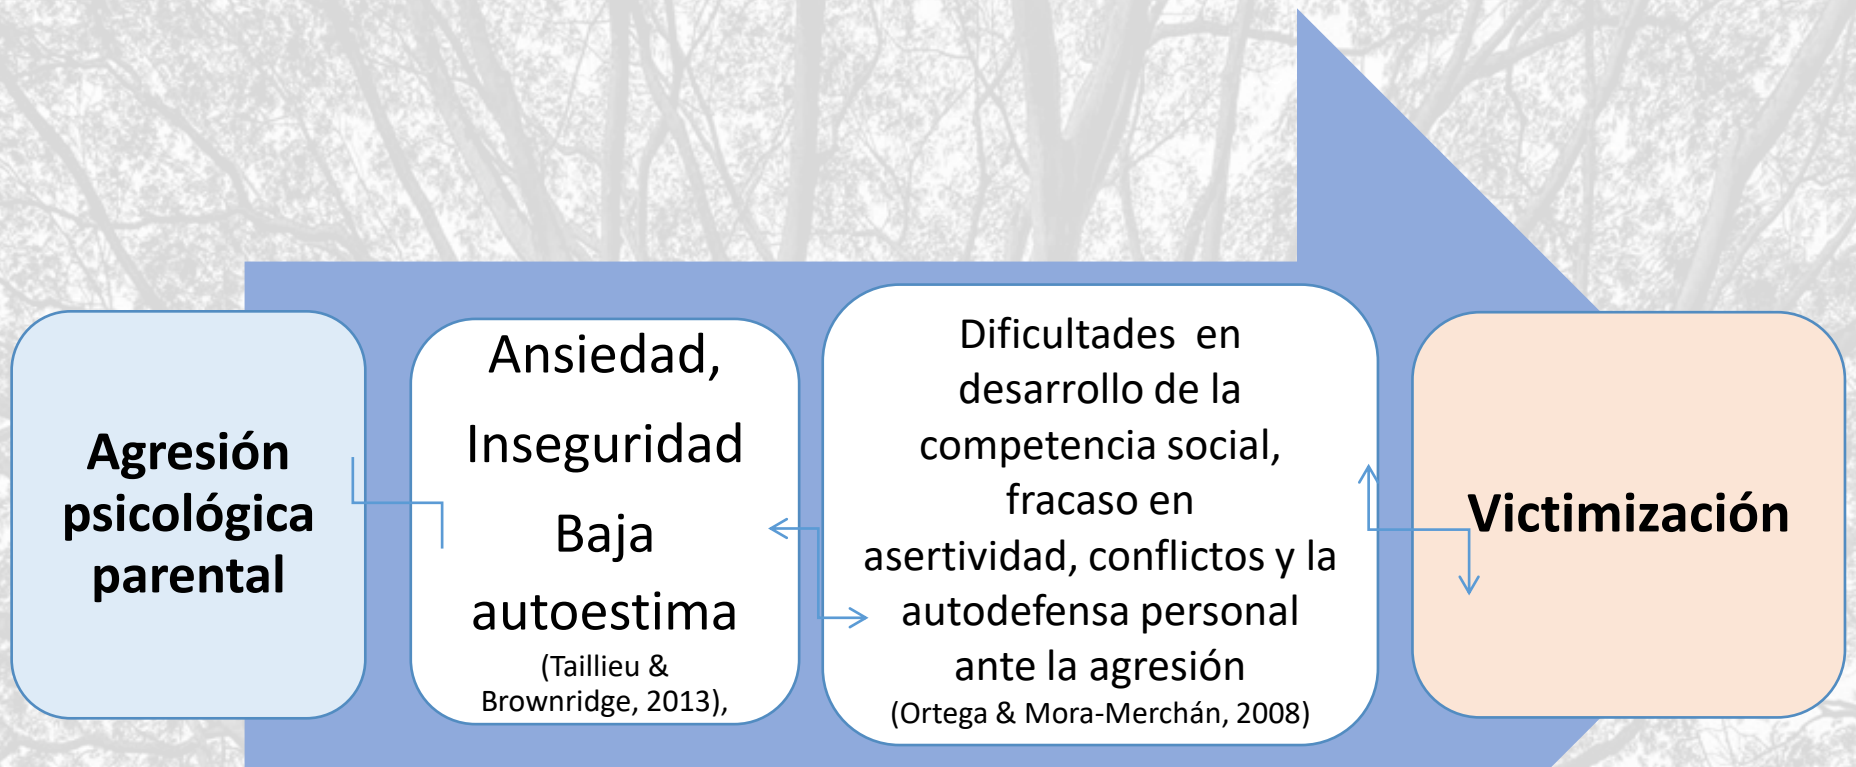 Agresión
psicológica
parental
Ansiedad,
Inseguridad
Baja
autoestima
(Taillieu &
Brownridge, 2013),
Dificultades en
desarrollo de la
competencia social,
fracaso en
asertividad, conflictos y la
autodefensa personal
ante la agresión
(Ortega & Mora-Merchán, 2008)
Victimización